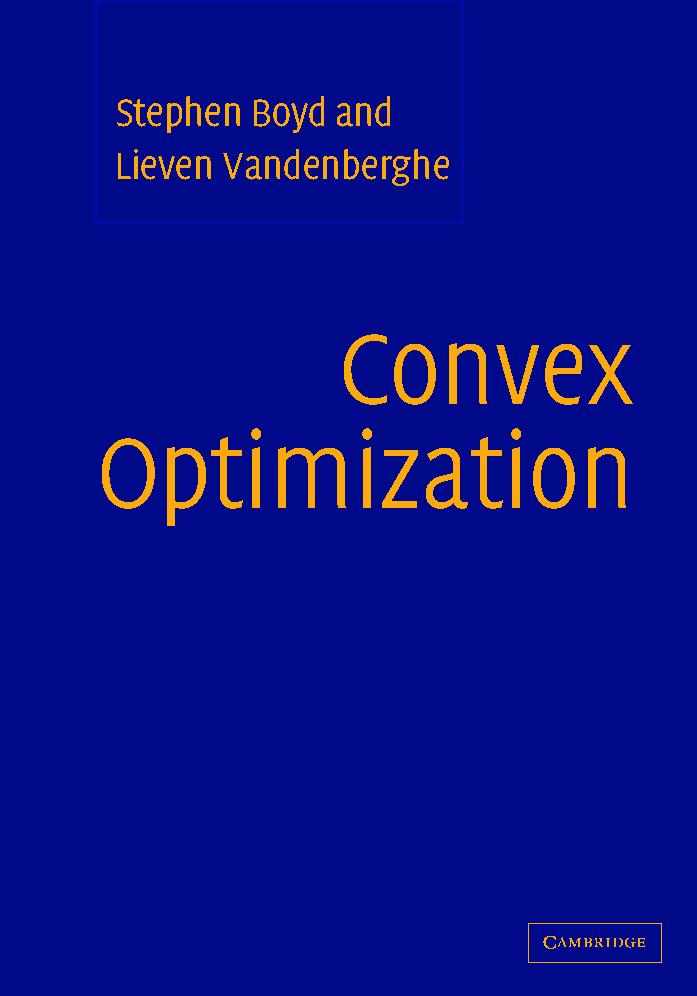 Stephen Boyd and
Lieven Vandenberghe
Convex
Optimization
CAMBRIDGE